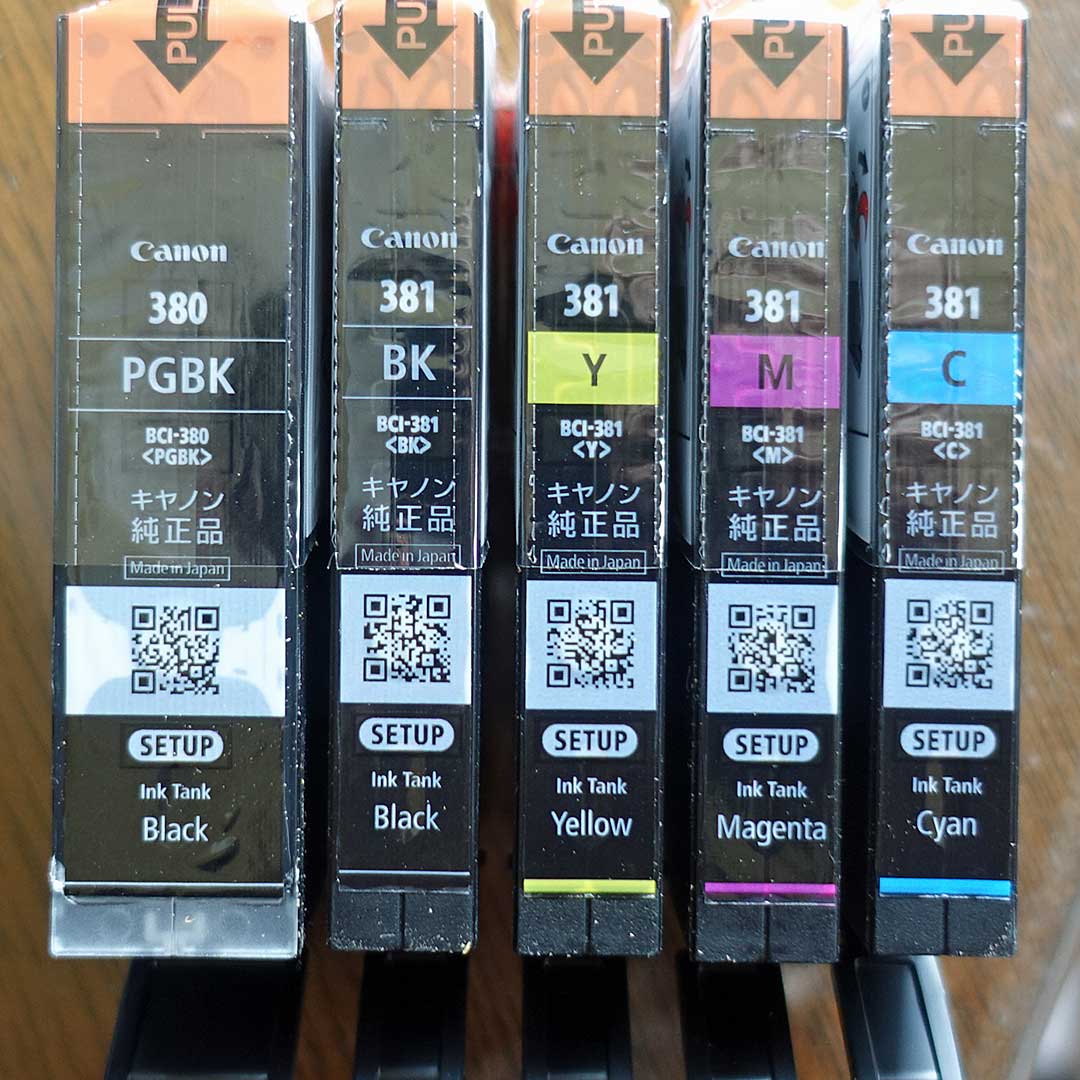 PUL
Canon
380
PGBK
BCI-380
<PGBK>
キヤノン
純正品
Made in Japan
SETUP
Ink Tank
Black
PUL
Canon
381
BK
BCI-381
<BK>
キヤノン
純正品
Made in Japan
SETUP
Ink Tank
Black
PU
Canon
381
Y
BCI-381
<Y>
キヤノン
純正品
Made in Japan
SETUP
Ink Tank
Yellow
PU
Canon
381
M
BCI-381
<M>
キヤノン
純正品
Made in Japan
SETUP
Ink Tank
Magenta
PU
Canon
381
C
BCI-381
<C>
キヤノン
純正品
Made in Japan
SETUP
Ink Tank
Cyan